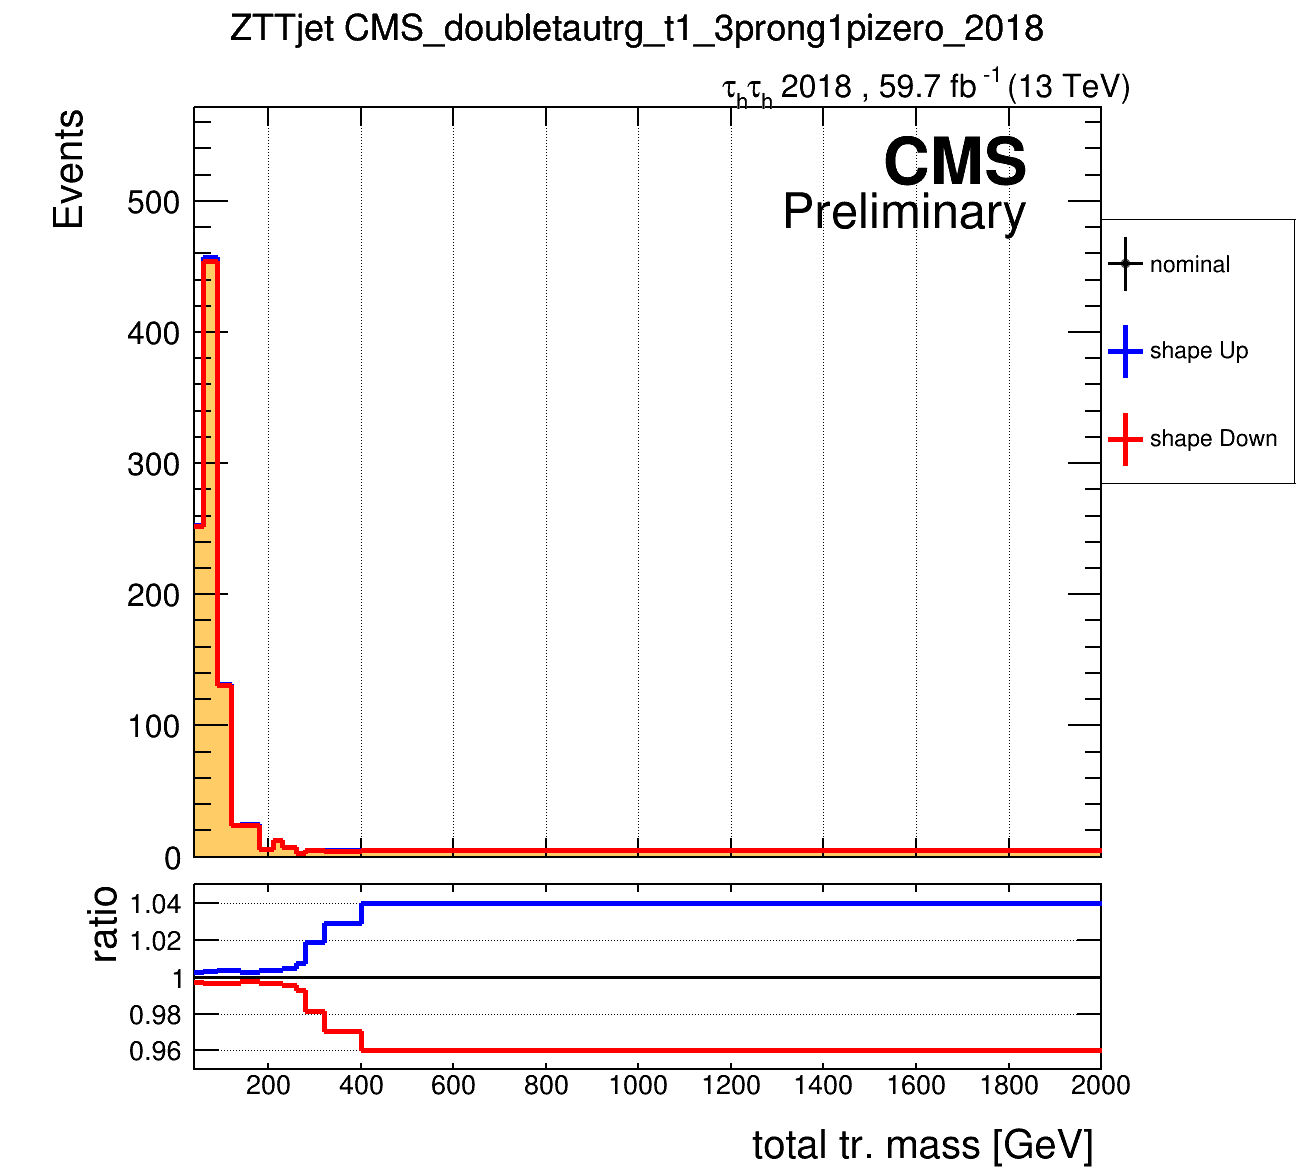 ZTTjet CMS_doubletautrg_t1_3prong1pizero_2018
τhτh 2018 , 59.7 fb -1 (13 TeV)
Events
CMS
Preliminary
500
400
300
200
100
0
nominal
shape Up
shape Down
ratio
1.04
1.02
1
0.98
0.96
200 400 600 800 1000 1200 1400 1600 1800 2000
total tr. mass [GeV]